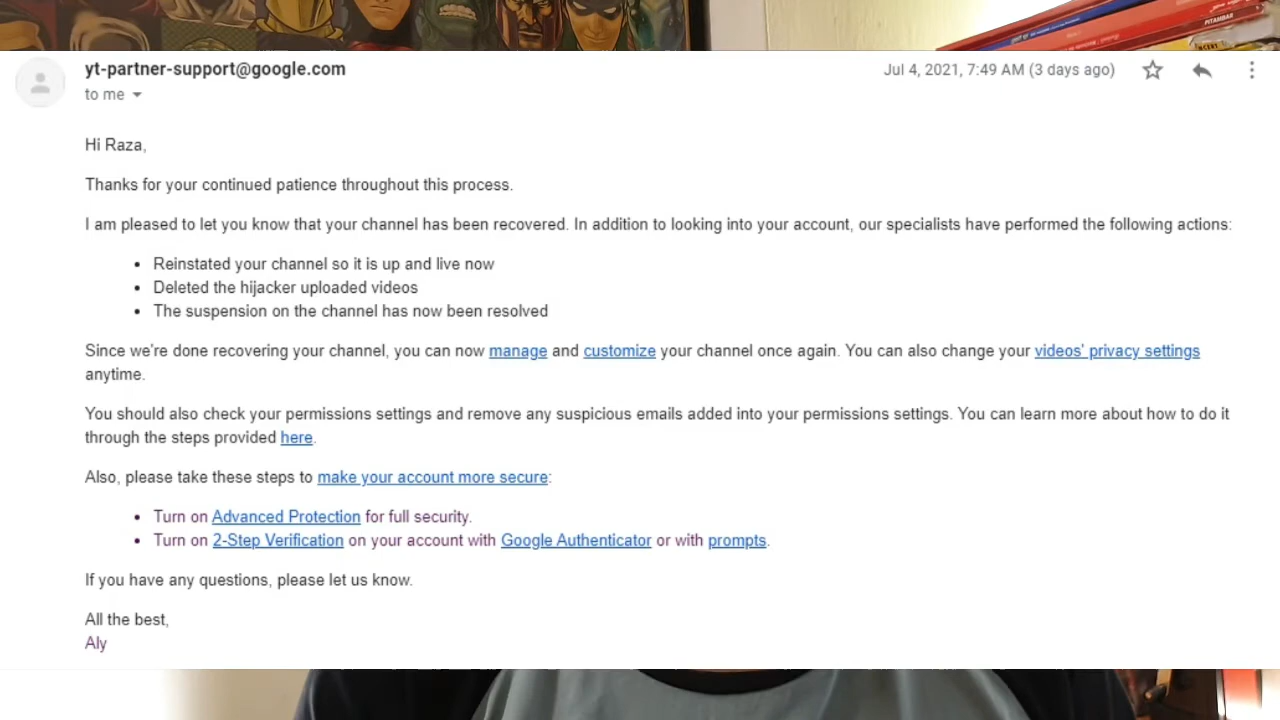 PITAMBAR
yt-partner-support@google.com
Jul 4, 2021, 7:49 AM (3 days ago)
to me
Hi Raza,
Thanks for your continued patience throughout this process.
I am pleased to let you know that your channel has been recovered. In addition to looking into your account, our specialists have performed the following actions:
• Reinstated your channel so it is up and live now
• Deleted the hijacker uploaded videos
• The suspension on the channel has now been resolved
Since we're done recovering your channel, you can now manage and customize your channel once again. You can also change your videos' privacy settings
anytime.
You should also check your permissions settings and remove any suspicious emails added into your permissions settings. You can learn more about how to do it
through the steps provided here.
Also, please take these steps to make your account more secure:
• Turn on Advanced Protection for full security.
• Turn on 2-Step Verification on your account with Google Authenticator or with prompts.
If you have any questions, please let us know.
All the best,
Aly